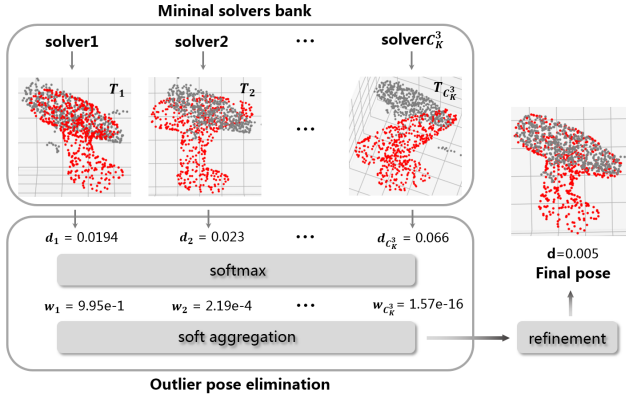 Mininal solvers bank
solver1 solver2 ... solverC_K^3
T_1 T_2 T_{C_K^3}
...
d_1 = 0.0194 d_2 = 0.023 ... d_{C_K^3} = 0.066
softmax
w_1 = 9.95e-1 w_2 = 2.19e-4 ... w_{C_K^3} = 1.57e-16
soft aggregation
Outlier pose elimination
d=0.005
Final pose
refinement